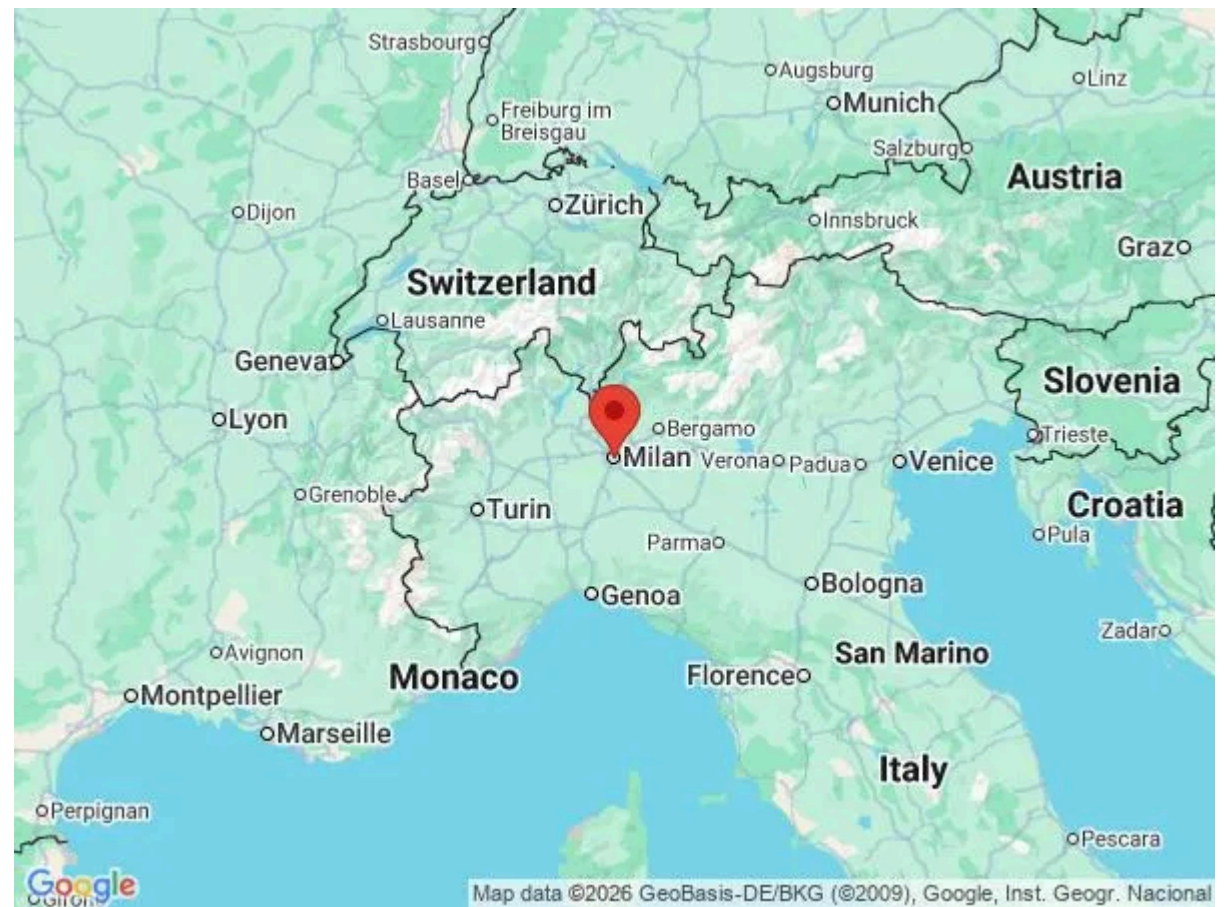 Strasbourg
Augsburg
Linz
Munich
Freiburg im
Breisgau
Salzburg
Austria
Basel
Zürich
Dijon
Innsbruck
Graz
Switzerland
Lausanne
Geneva
Slovenia
Lyon
Bergamo
Trieste
Milan
Verona
Padua
Venice
Grenoble
Turin
Croatia
Pula
Parma
Bologna
Genoa
Zadar
Avignon
San Marino
Monaco
Florence
Montpellier
Marseille
Italy
Perpignan
Pescara
Google
Map data ©2026 GeoBasis-DE/BKG (©2009), Google, Inst. Geogr. Nacional